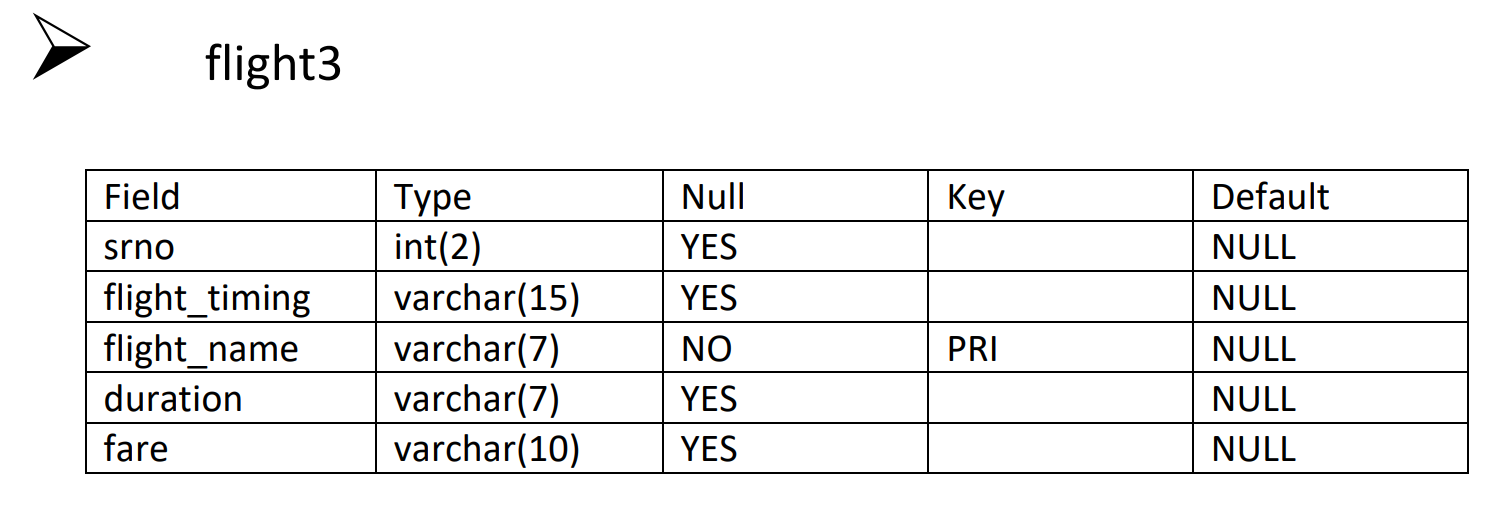 flight3
Field Type Null Key Default
srno int(2) YES NULL
flight_timing varchar(15) YES NULL
flight_name varchar(7) NO PRI NULL
duration varchar(7) YES NULL
fare varchar(10) YES NULL